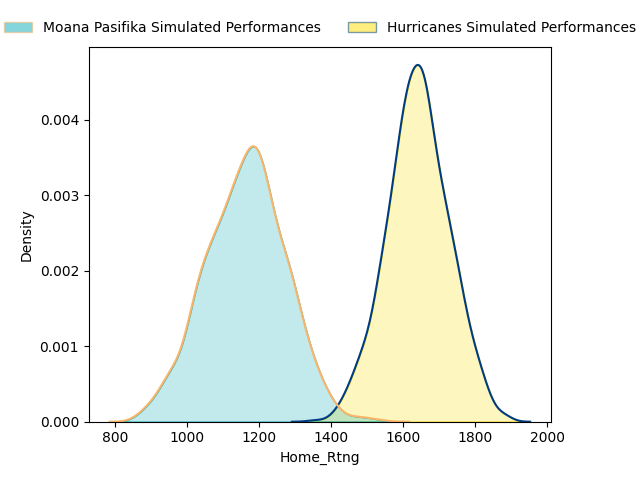 Moana Pasifika Simulated Performances Hurricanes Simulated Performances
0.004
0.003
0.002
0.001
0.000
Density
800 1000 1200 1400 1600 1800 2000
Home_Rtng